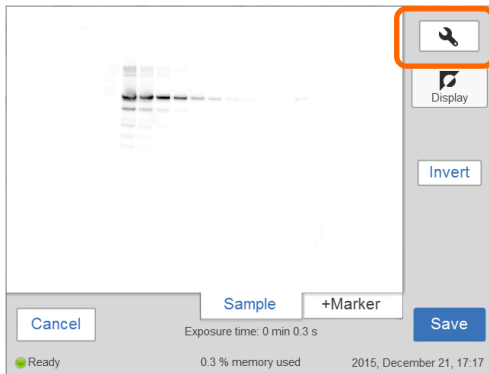 Display
Invert
Sample
+Marker
Cancel
Exposure time: 0 min 0.3 s
Save
Ready
0.3 % memory used
2015, December 21, 17:17